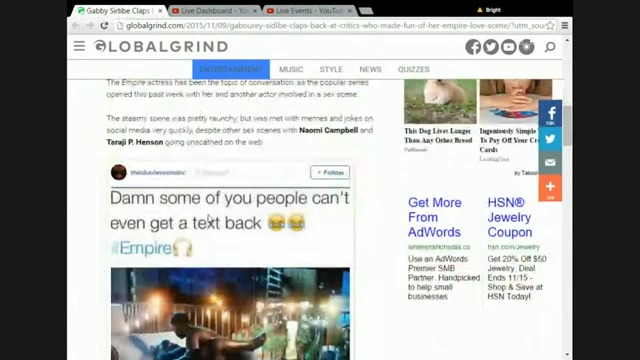 Gabby Sidibe Claps B
Live Dashboard - YouT
Live Events - YouTu
Bright
globalgrind.com/2015/11/09/gabourey-sidibe-claps-back-at-critics-who-made-fun-of-her-empire-love-scene/?utm_sou
GLOBALGRIND
ENTERTAINMENT MUSIC STYLE NEWS QUIZZES
The Empire actress has been the topic of conversation as the popular series
opened this past week with her and another actor involved in a sex scene.
The steamy scene was pretty raunchy, but was met with memes and jokes on
social media very quickly, despite other sex scenes with Naomi Campbell and
Taraji P. Henson going unscathed on the web
Follow
Damn some of you people can't
even get a text back 😂😂
#Empire
This Dog Lives Longer
Than Any Other Breed
Ingeniously Simple
To Pay Off Your Cre
Cards
by Taboo
Get More
From
AdWords
Use an AdWords
Premier SMB
Partner. Handpicked
to help small
businesses
HSN®
Jewelry
Coupon
hsn.com/Jewelry
Get 20% Off $50
Jewelry. Deal
Ends 11/15 -
Shop & Save at
HSN Today!